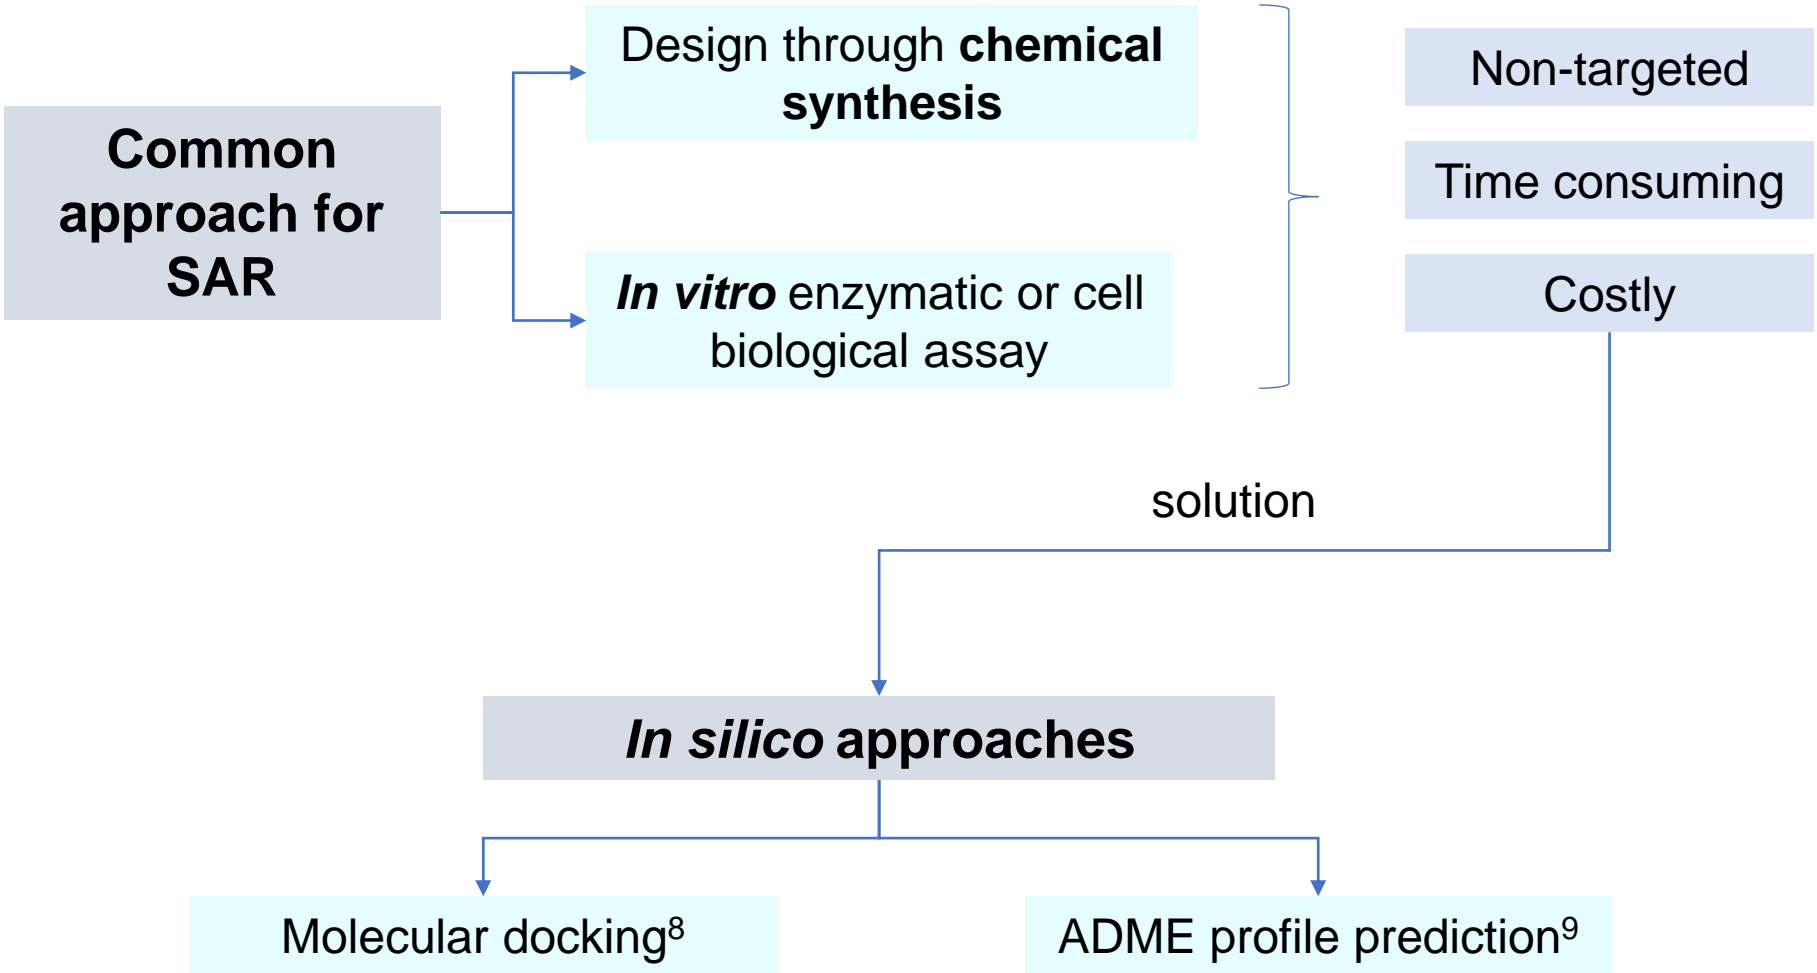 Common
approach for
SAR
Design through chemical
synthesis
In vitro enzymatic or cell
biological assay
Non-targeted
Time consuming
Costly
solution
In silico approaches
Molecular docking⁸
ADME profile prediction⁹